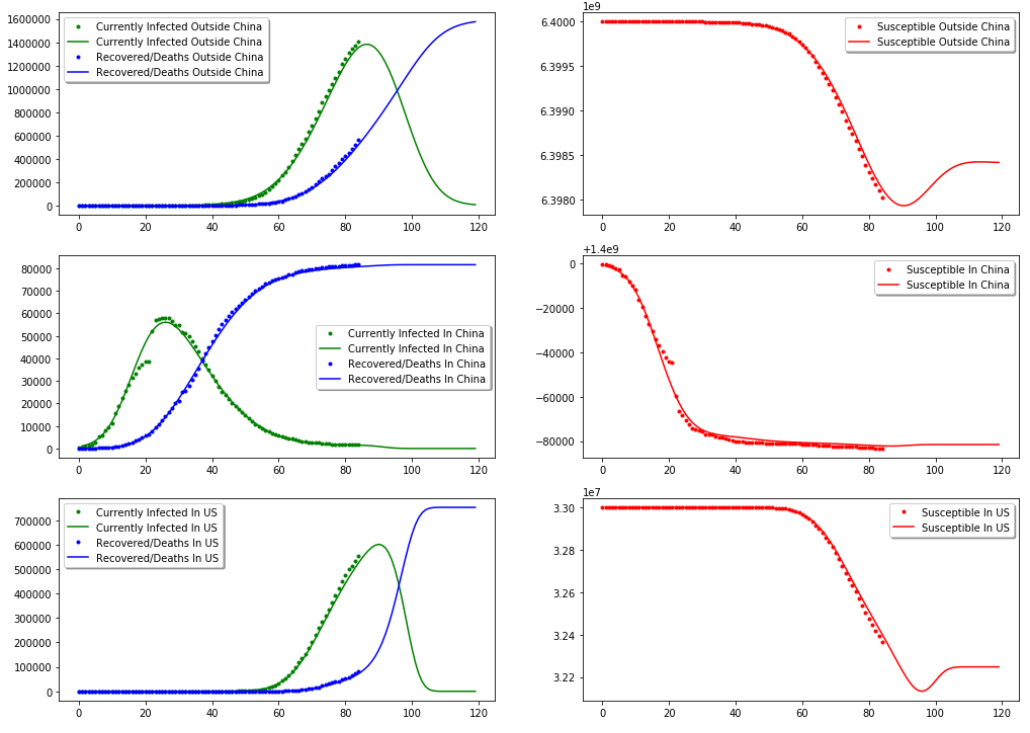 Currently Infected Outside China
Currently Infected Outside China
Recovered/Deaths Outside China
Recovered/Deaths Outside China
1600000
1400000
1200000
1000000
800000
600000
400000
200000
0
0 20 40 60 80 100 120
1e9
Susceptible Outside China
Susceptible Outside China
6.4000
6.3995
6.3990
6.3985
6.3980
0 20 40 60 80 100 120
Currently Infected In China
Currently Infected In China
Recovered/Deaths In China
Recovered/Deaths In China
80000
70000
60000
50000
40000
30000
20000
10000
0
0 20 40 60 80 100 120
+1.4e9
Susceptible In China
Susceptible In China
0
−20000
−40000
−60000
−80000
0 20 40 60 80 100 120
Currently Infected In US
Currently Infected In US
Recovered/Deaths In US
Recovered/Deaths In US
700000
600000
500000
400000
300000
200000
100000
0
0 20 40 60 80 100 120
1e7
Susceptible In US
Susceptible In US
3.30
3.28
3.26
3.24
3.22
0 20 40 60 80 100 120